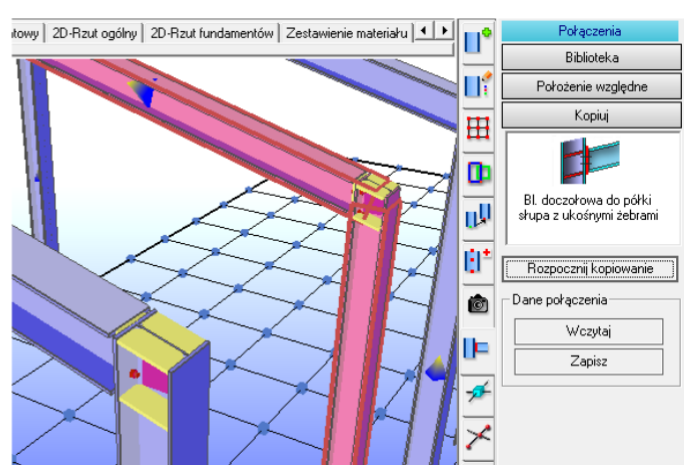 towy 2D-Rzut ogólny 2D-Rzut fundamentów Zestawienie materiału
Połączenia
Biblioteka
Położenie względne
Kopiuj
Bl. doczołowa do półki
słupa z ukośnymi żebrami
Rozpocznij kopiowanie
Dane połączenia
Wczytaj
Zapisz